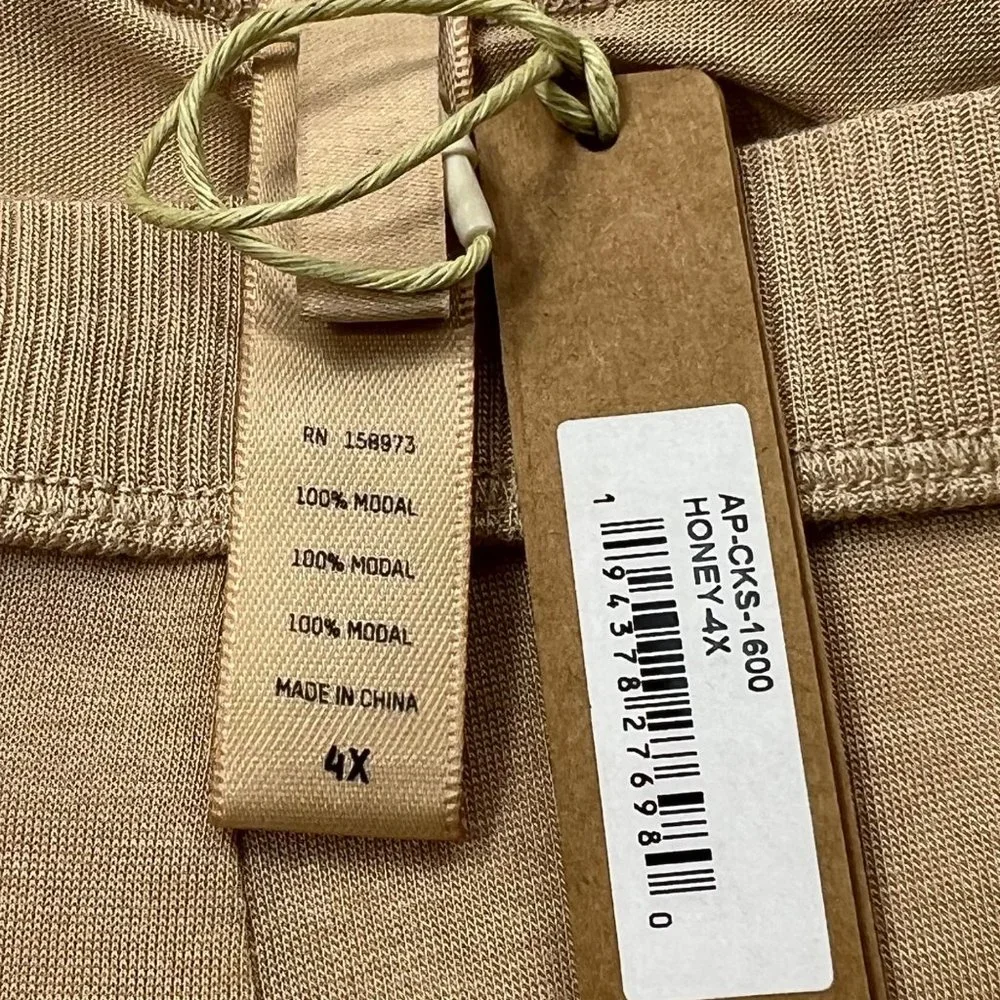 RN 158973
100% MODAL
100% MODAL
100% MODAL
MADE IN CHINA
4X
AP-CKS-1600
HONEY-4X
1 94378 27698 0